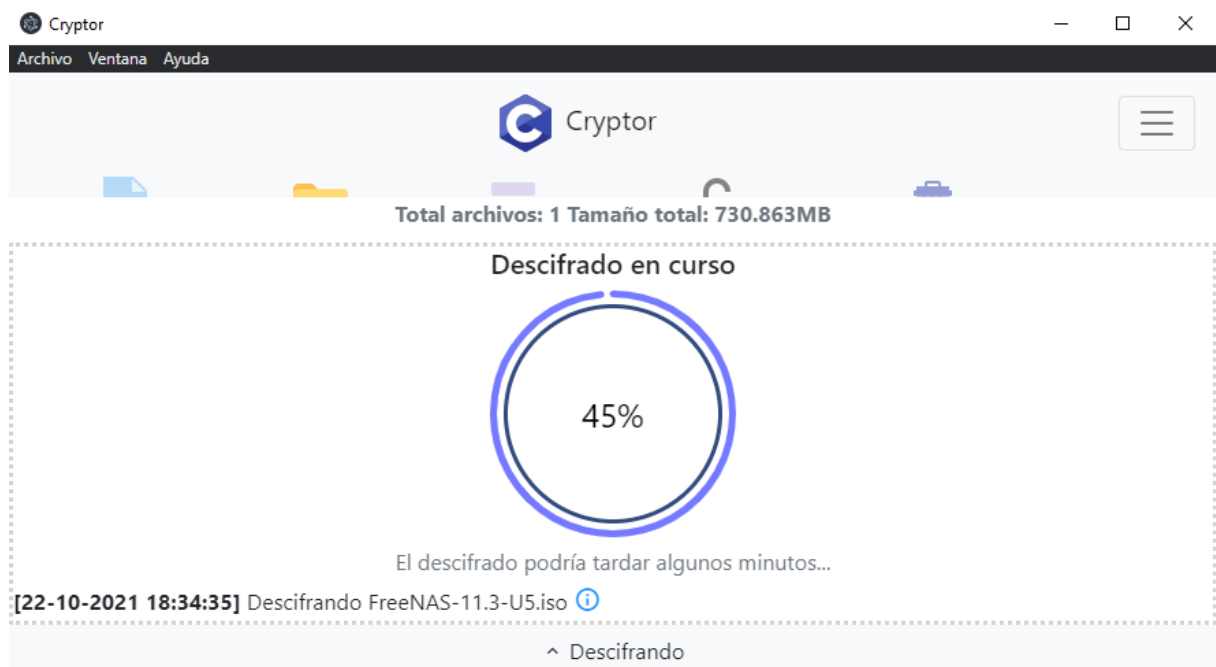 Cryptor
Archivo Ventana Ayuda
Cryptor
Total archivos: 1 Tamaño total: 730.863MB
Descifrado en curso
45%
El descifrado podría tardar algunos minutos...
[22-10-2021 18:34:35] Descifrando FreeNAS-11.3-U5.iso
Descifrando